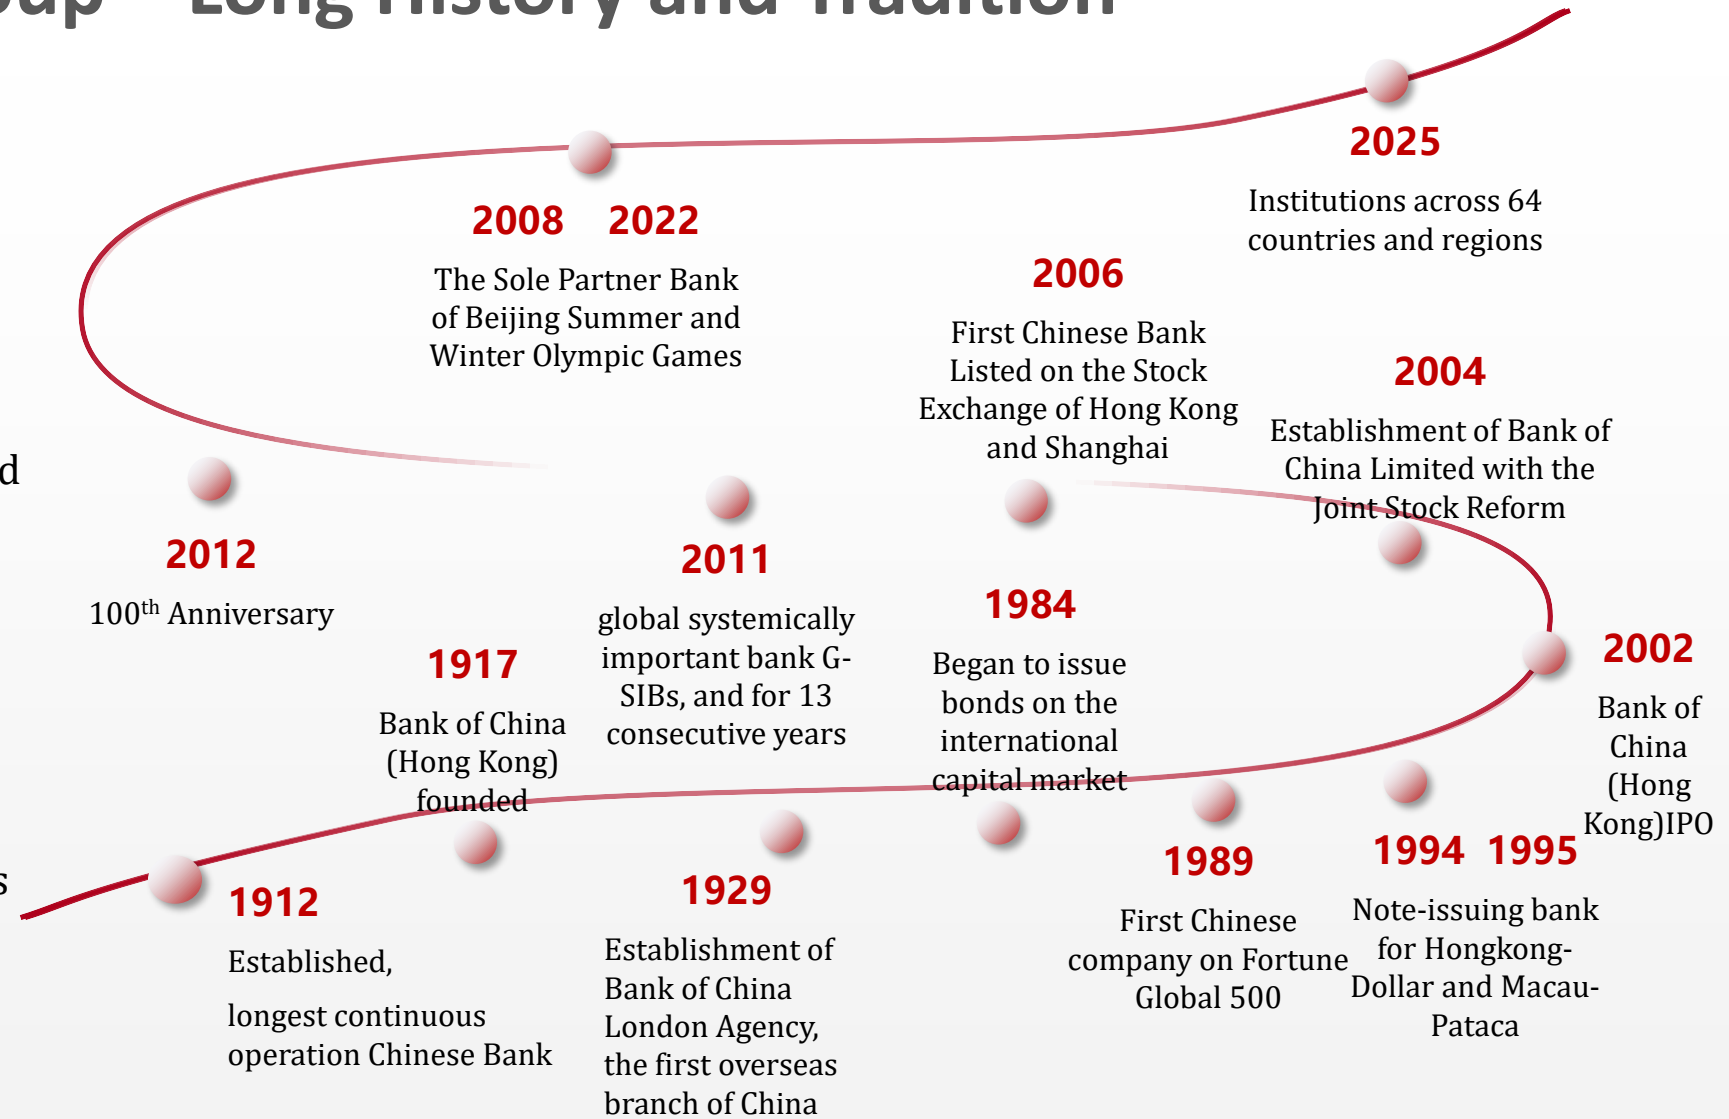 Long History and Tradition
2025
Institutions across 64
countries and regions
2008 2022
The Sole Partner Bank
of Beijing Summer and
Winter Olympic Games
2006
First Chinese Bank
Listed on the Stock
Exchange of Hong Kong
and Shanghai
2004
Establishment of Bank of
China Limited with the
Joint Stock Reform
2012
100th Anniversary
2011
global systemically
important bank G-
SIBs, and for 13
consecutive years
1984
Began to issue
bonds on the
international
capital market
1917
Bank of China
(Hong Kong)
founded
2002
Bank of
China
(Hong
Kong)IPO
1912
Established,
longest continuous
operation Chinese Bank
1929
Establishment of
Bank of China
London Agency,
the first overseas
branch of China
1989
First Chinese
company on Fortune
Global 500
1994 1995
Note-issuing bank
for Hongkong-
Dollar and Macau-
Pataca